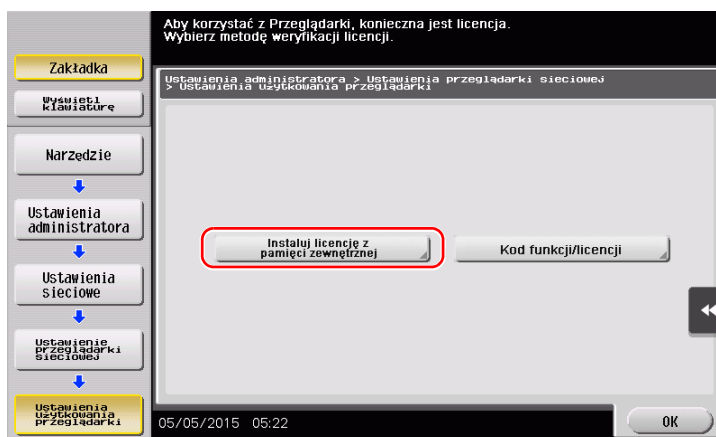 Aby korzystać z Przeglądarki, konieczna jest licencja.
Wybierz metodę weryfikacji licencji.
Zakładka
Wyświetl
klawiaturę
Narzędzie
Ustawienia
administratora
Ustawienia
sieciowe
Ustawienie
przeglądarki
sieciowej
Ustawienia
użytkowania
przeglądarki
Ustawienia administratora > Ustawienia przeglądarki sieciowej
> Ustawienia użytkowania przeglądarki
Instaluj licencję z
pamięci zewnętrznej
Kod funkcji/licencji
05/05/2015 05:22
OK